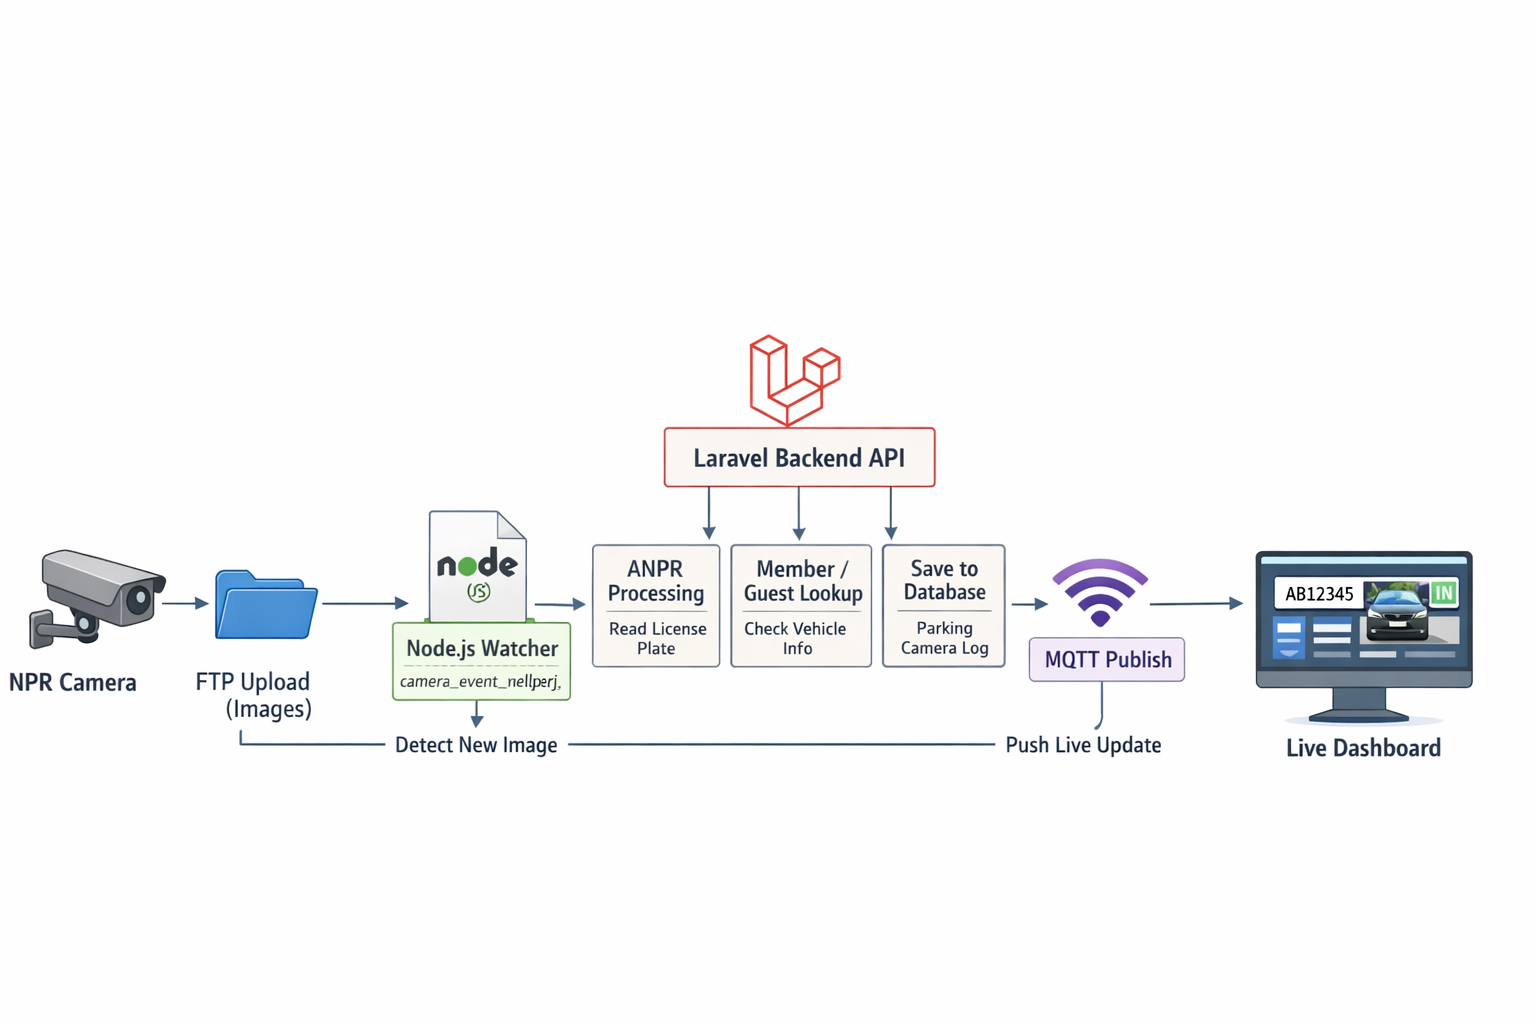 Laravel Backend API
node
JS
Node.js Watcher
camera_event_nellperj,
ANPR
Processing
Read License
Plate
Member /
Guest Lookup
Check Vehicle
Info
Save to
Database
Parking
Camera Log
MQTT Publish
AB12345
IN
NPR Camera
FTP Upload
(Images)
Detect New Image
Push Live Update
Live Dashboard